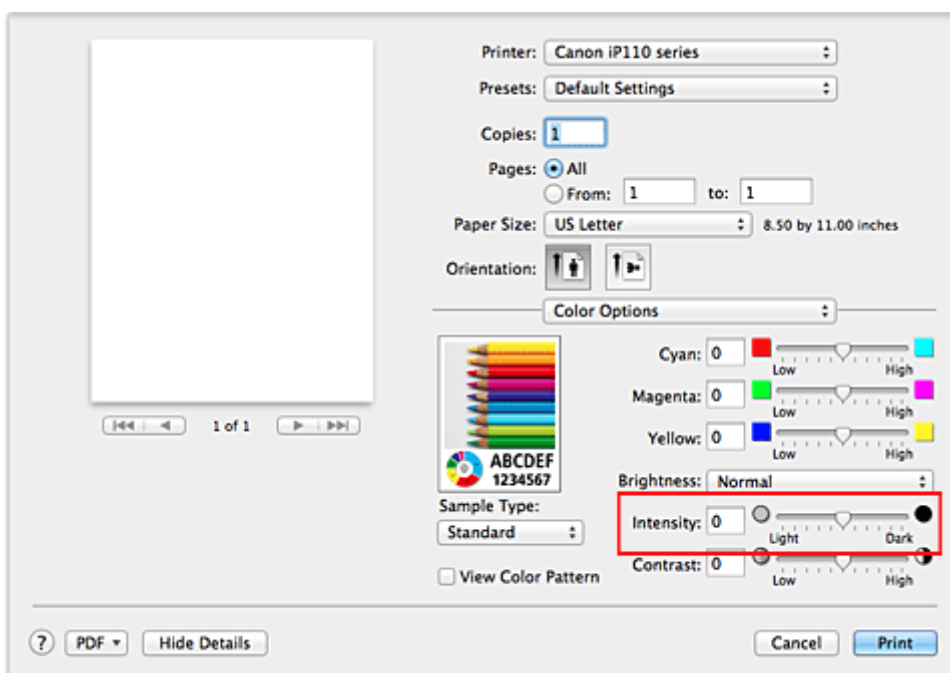 Printer: Canon iP110 series
Presets: Default Settings
Copies: 1
Pages: All
From: 1 to: 1
Paper Size: US Letter 8.50 by 11.00 inches
Orientation:
Color Options
1 of 1
ABCDEF
1234567
Sample Type:
Standard
View Color Pattern
Cyan: 0
Low High
Magenta: 0
Low High
Yellow: 0
Low High
Brightness: Normal
Intensity: 0
Light Dark
Contrast: 0
Low High
? PDF Hide Details Cancel Print